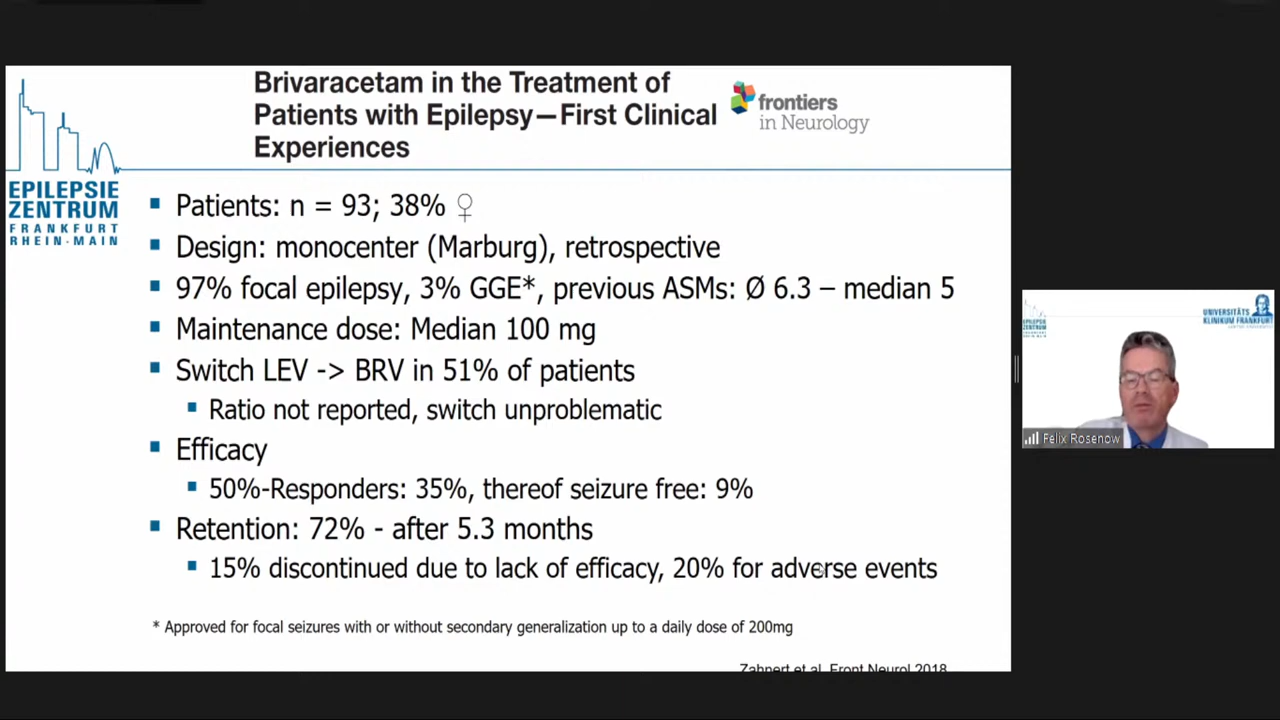 Brivaracetam in the Treatment of
Patients with Epilepsy—First Clinical
Experiences
frontiers
in Neurology
EPILEPSIE
ZENTRUM
FRANKFURT
RHEIN-MAIN
Patients: n = 93; 38% ♀
Design: monocenter (Marburg), retrospective
97% focal epilepsy, 3% GGE*, previous ASMs: Ø 6.3 – median 5
Maintenance dose: Median 100 mg
Switch LEV -> BRV in 51% of patients
Ratio not reported, switch unproblematic
Efficacy
50%-Responders: 35%, thereof seizure free: 9%
Retention: 72% - after 5.3 months
15% discontinued due to lack of efficacy, 20% for adverse events
* Approved for focal seizures with or without secondary generalization up to a daily dose of 200mg
Zahnert et al. Front Neurol 2018
EPILEPSIE
ZENTRUM
UNIVERSITÄTS
KLINIKUM FRANKFURT
Felix Rosenow